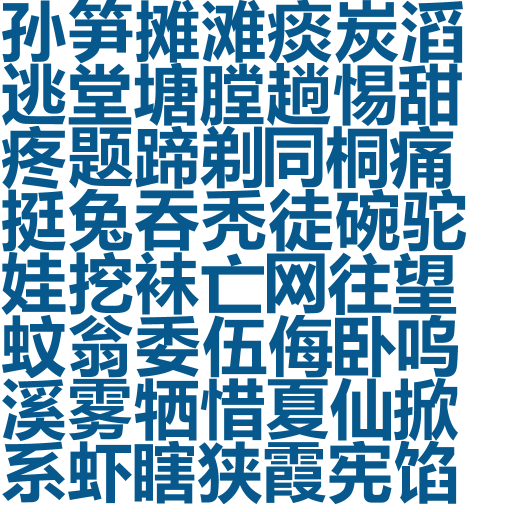 孙笋摊滩痰炭滔
逃堂塘膛趟惕甜
疼题蹄剃同桐痛
挺兔吞秃徒碗驼
娃挖袜亡网往望
蚊翁委伍侮卧呜
溪雾牺惜夏仙掀
系虾瞎狭霞宪馅